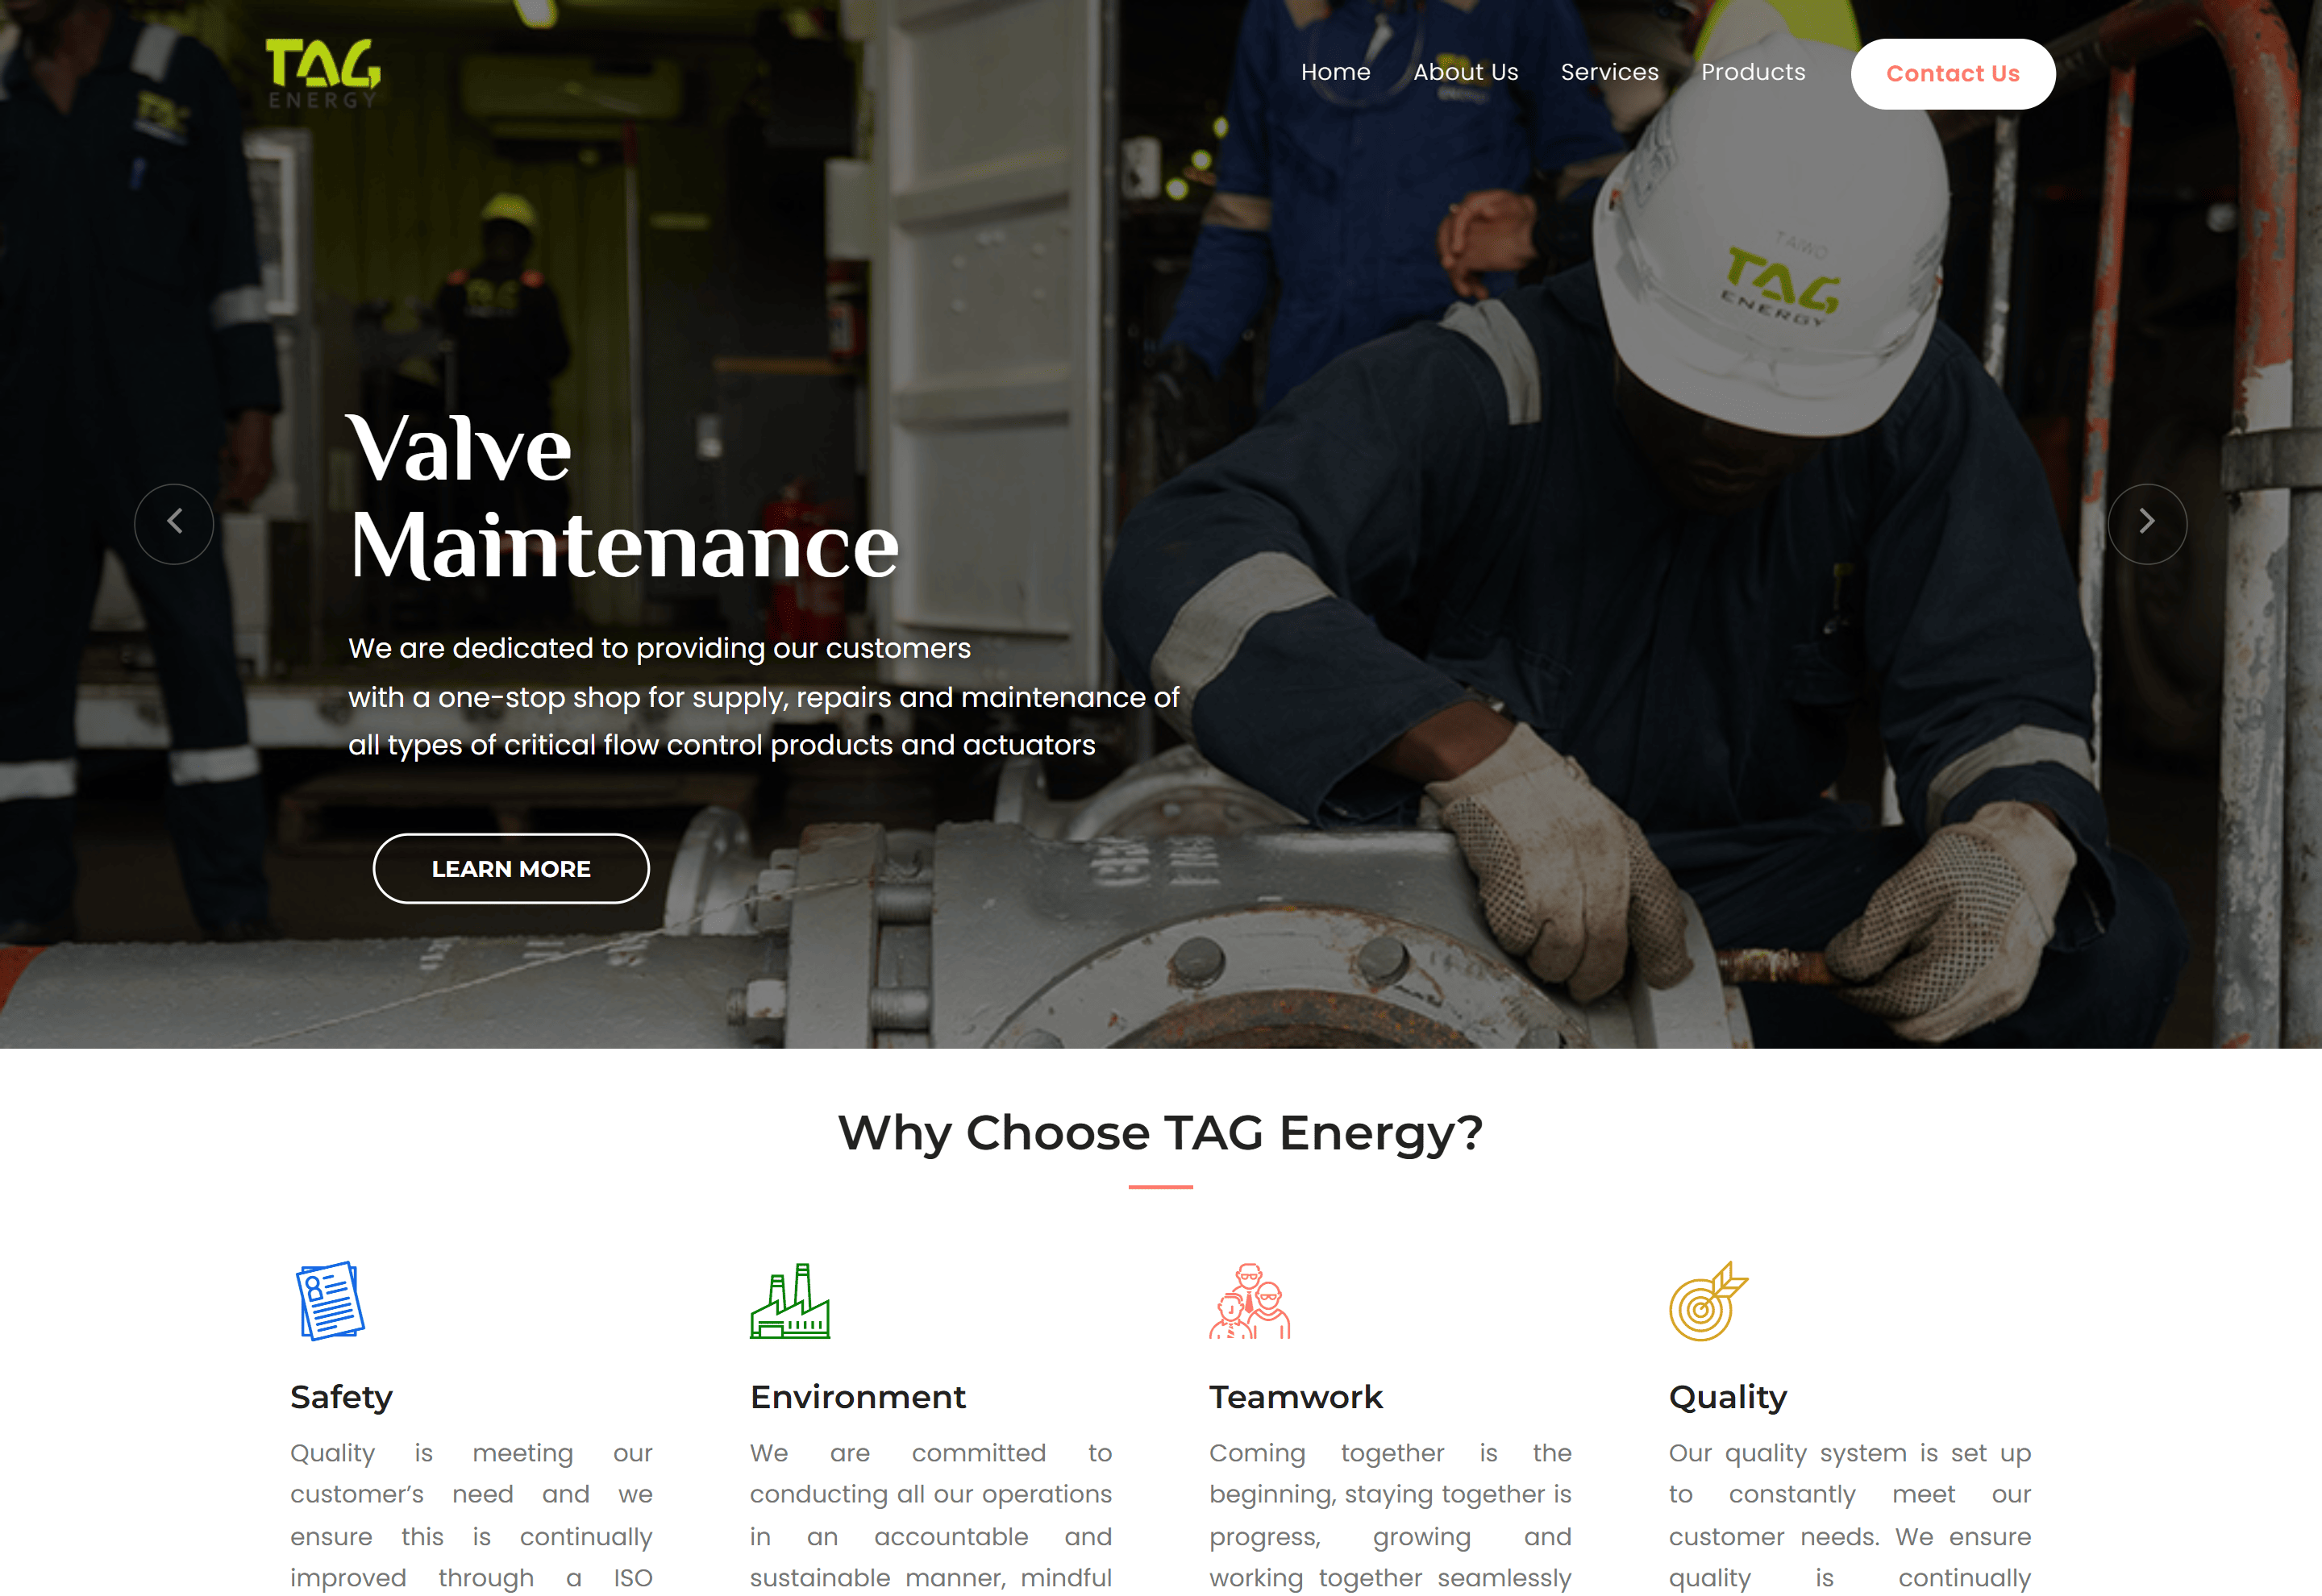 TAG
ENERGY
Home
About Us
Services
Products
Contact Us
TAIWO
TAG
ENERGY
Valve
Maintenance
We are dedicated to providing our customers
with a one-stop shop for supply, repairs and maintenance of
all types of critical flow control products and actuators
LEARN MORE
Why Choose TAG Energy?
Safety
Quality is meeting our
customer’s need and we
ensure this is continually
improved through a ISO
Environment
We are committed to
conducting all our operations
in an accountable and
sustainable manner, mindful
Teamwork
Coming together is the
beginning, staying together is
progress, growing and
working together seamlessly
Quality
Our quality system is set up
to constantly meet our
customer needs. We ensure
quality is continually